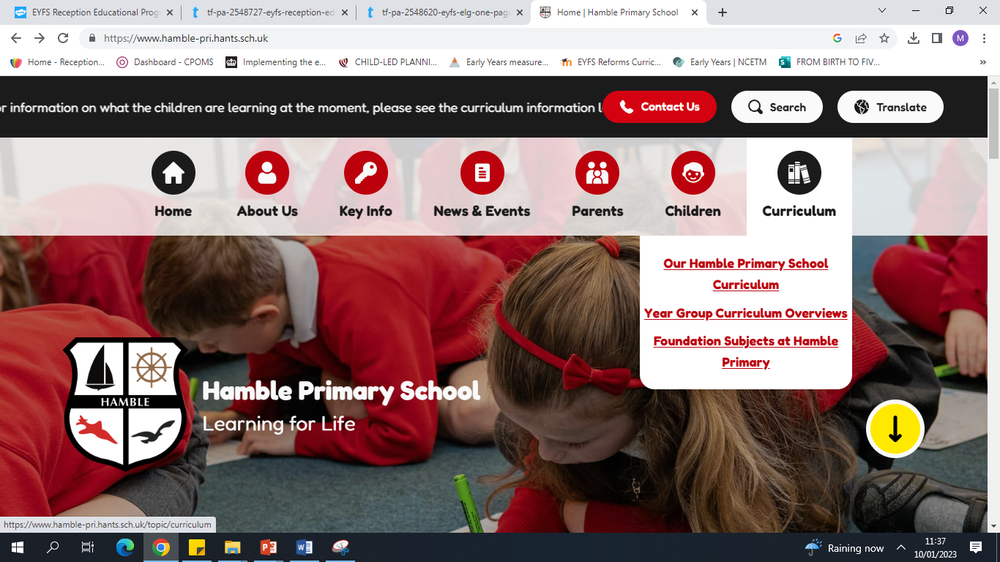 EYFS Reception Educational Prog
tf-pa-2548727-eyfs-reception-ed
tf-pa-2548620-eyfs-elg-one-page
Home | Hamble Primary School
https://www.hamble-pri.hants.sch.uk
M
Home - Reception...
Dashboard - CPOMS
Implementing the e...
CHILD-LED PLANNI...
Early Years measure...
EYFS Reforms Curric...
Early Years | NCETM
FROM BIRTH TO FIV...
»
r information on what the children are learning at the moment, please see the curriculum information
Contact Us
Search
Translate
Home
About Us
Key Info
News & Events
Parents
Children
Curriculum
Our Hamble Primary School
Curriculum
Year Group Curriculum Overviews
Foundation Subjects at Hamble
Primary
HAMBLE
Hamble Primary School
Learning for Life
https://www.hamble-pri.hants.sch.uk/topic/curriculum
Raining now
11:37
10/01/2023